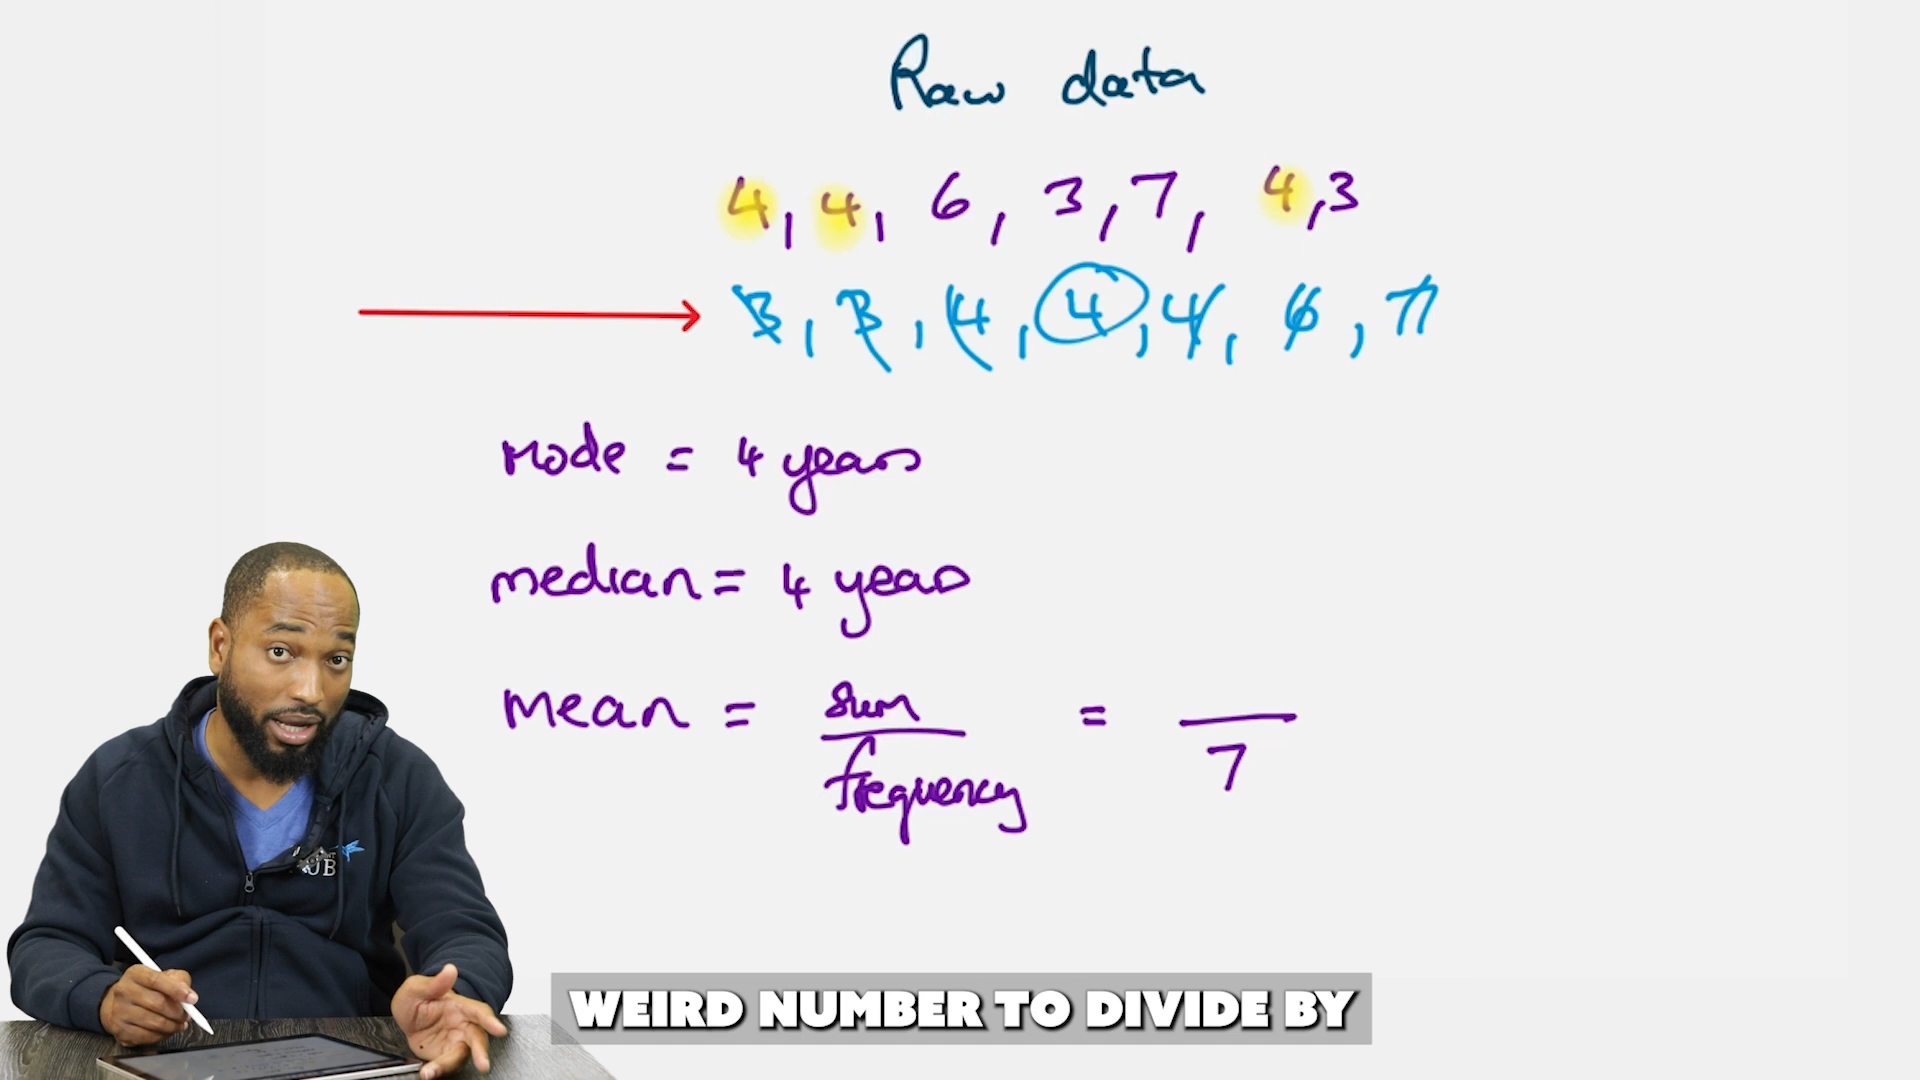 Raw data
4, 4, 6, 3, 7, 4, 3
3, 3, 4, 4, 4, 6, 7
mode = 4 years
median = 4 years
mean = sum / frequency = / 7
UB
WEIRD NUMBER TO DIVIDE BY